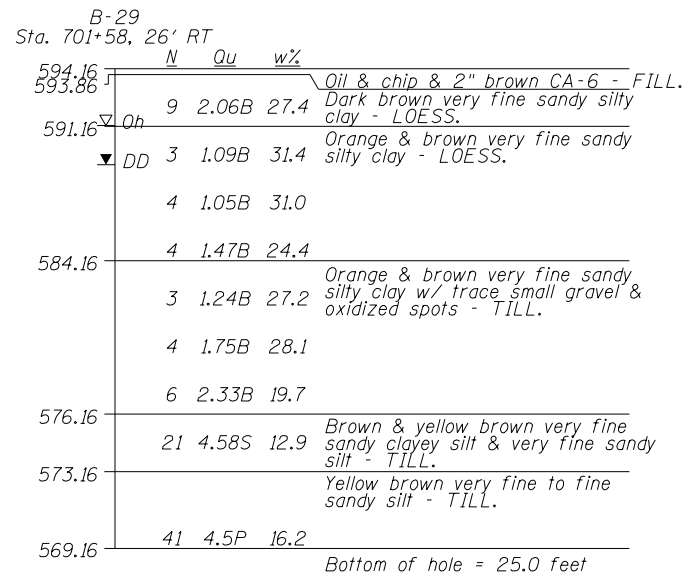 B-29
Sta. 701+58, 26' RT
N Qu w%
594.16
593.86
Oil & chip & 2" brown CA-6 - FILL.
9 2.06B 27.4 Dark brown very fine sandy silty
clay - LOESS.
591.16 0h
Orange & brown very fine sandy
DD 3 1.09B 31.4 silty clay - LOESS.
4 1.05B 31.0
4 1.47B 24.4
584.16
Orange & brown very fine sandy
3 1.24B 27.2 silty clay w/ trace small gravel &
oxidized spots - TILL.
4 1.75B 28.1
6 2.33B 19.7
576.16
Brown & yellow brown very fine
21 4.58S 12.9 sandy clayey silt & very fine sandy
silt - TILL.
573.16
Yellow brown very fine to fine
sandy silt - TILL.
41 4.5P 16.2
569.16
Bottom of hole = 25.0 feet